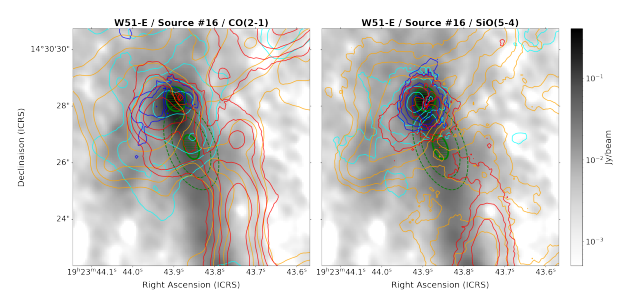 W51-E / Source #16 / CO(2-1)
W51-E / Source #16 / SiO(5-4)
14°30'30"
28"
26"
24"
Declinaison (ICRS)
10⁻¹
10⁻²
10⁻³
Jy/beam
19ʰ23ᵐ44.1ˢ 44.0ˢ 43.9ˢ 43.8ˢ 43.7ˢ 43.6ˢ
19ʰ23ᵐ44.1ˢ 44.0ˢ 43.9ˢ 43.8ˢ 43.7ˢ 43.6ˢ
Right Ascension (ICRS)
Right Ascension (ICRS)